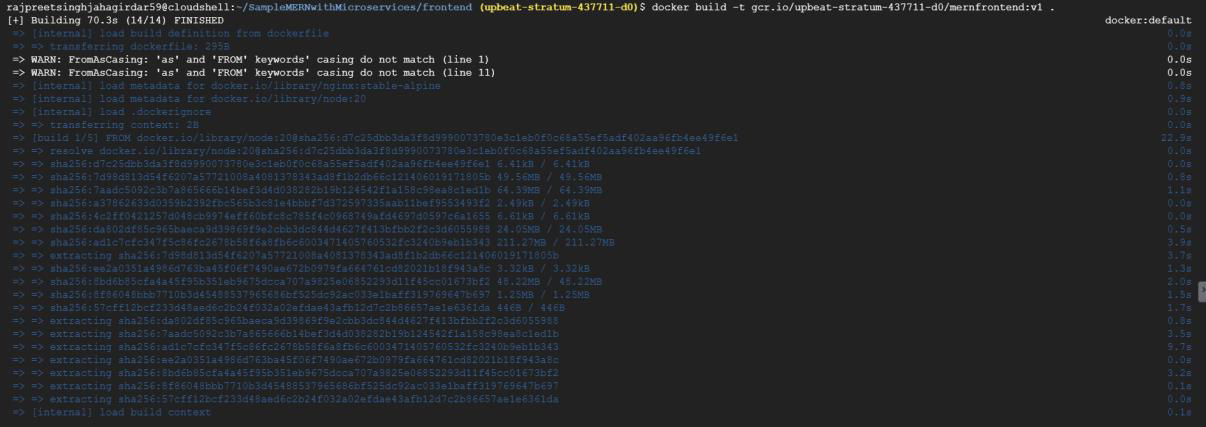 rajpreetsinghjahagirdar59@cloudshell:~/SampleMERNwithMicroservices/frontend (upbeat-stratum-437711-d0)$ docker build -t gcr.io/upbeat-stratum-437711-d0/mernfrontend:v1 .
[+] Building 70.3s (14/14) FINISHED docker:default
=> [internal] load build definition from dockerfile 0.0s
=> => transferring dockerfile: 295B 0.0s
=> WARN: FromAsCasing: 'as' and 'FROM' keywords' casing do not match (line 1) 0.0s
=> WARN: FromAsCasing: 'as' and 'FROM' keywords' casing do not match (line 11) 0.0s
=> [internal] load metadata for docker.io/library/nginx:stable-alpine 0.8s
=> [internal] load metadata for docker.io/library/node:20 0.9s
=> [internal] load .dockerignore 0.0s
=> => transferring context: 2B 0.0s
=> [build 1/5] FROM docker.io/library/node:20@sha256:d7c25dbb3da3f8d9990073780e3c1eb0f0c68a55ef5adf402aa96fb4ee49f6e1 22.9s
=> => resolve docker.io/library/node:20@sha256:d7c25dbb3da3f8d9990073780e3c1eb0f0c68a55ef5adf402aa96fb4ee49f6e1 0.0s
=> => sha256:d7c25dbb3da3f8d9990073780e3c1eb0f0c68a55ef5adf402aa96fb4ee49f6e1 6.41kB / 6.41kB 0.0s
=> => sha256:7d98d813d54f6207a57721008a4081378343ad8f1b2db66c121406019171805b 49.56MB / 49.56MB 0.8s
=> => sha256:7aadc5092c3b7a865666b14bef3d4d038282b19b124542f1a158c98ea8c1ed1b 64.39MB / 64.39MB 1.1s
=> => sha256:a37862633d0359b2392fbc565b3c81e4bbbf7d372597335aab11bef9553493f2 2.49kB / 2.49kB 0.0s
=> => sha256:4c2ff0421257d048cb9974eff60bfc8c785f4c0968749afd4697d0597c6a1655 6.61kB / 6.61kB 0.0s
=> => sha256:da802df85c965baeca9d39869f9e2cbb3dc844d4627f413bfbb2f2c3d6055988 24.05MB / 24.05MB 0.5s
=> => sha256:ad1c7cfc347f5c86fc2678b58f6a8fb6c6003471405760532fc3240b9eb1b343 211.27MB / 211.27MB 3.9s
=> => extracting sha256:7d98d813d54f6207a57721008a4081378343ad8f1b2db66c121406019171805b 3.7s
=> => sha256:ee2a0351a4986d763ba45f06f7490ae672b0979fa664761cd82021b18f943a8c 3.32kB / 3.32kB 1.3s
=> => sha256:8bd6b85cfa4a45f95b351eb9675dcca707a9825e06852293d11f45cc01673bf2 48.22MB / 48.22MB 2.0s
=> => sha256:8f86048bbb7710b3d45488537965686bf525dc92ac033e1baff319769647b697 1.25MB / 1.25MB 1.5s
=> => sha256:57cff12bcf233d48aed6c2b24f032a02efdae43afb12d7c2b86657ae1e6361da 446B / 446B 1.7s
=> => extracting sha256:da802df85c965baeca9d39869f9e2cbb3dc844d4627f413bfbb2f2c3d6055988 0.8s
=> => extracting sha256:7aadc5092c3b7a865666b14bef3d4d038282b19b124542f1a158c98ea8c1ed1b 3.5s
=> => extracting sha256:ad1c7cfc347f5c86fc2678b58f6a8fb6c6003471405760532fc3240b9eb1b343 9.7s
=> => extracting sha256:ee2a0351a4986d763ba45f06f7490ae672b0979fa664761cd82021b18f943a8c 0.0s
=> => extracting sha256:8bd6b85cfa4a45f95b351eb9675dcca707a9825e06852293d11f45cc01673bf2 3.2s
=> => extracting sha256:8f86048bbb7710b3d45488537965686bf525dc92ac033e1baff319769647b697 0.1s
=> => extracting sha256:57cff12bcf233d48aed6c2b24f032a02efdae43afb12d7c2b86657ae1e6361da 0.0s
=> [internal] load build context 0.1s